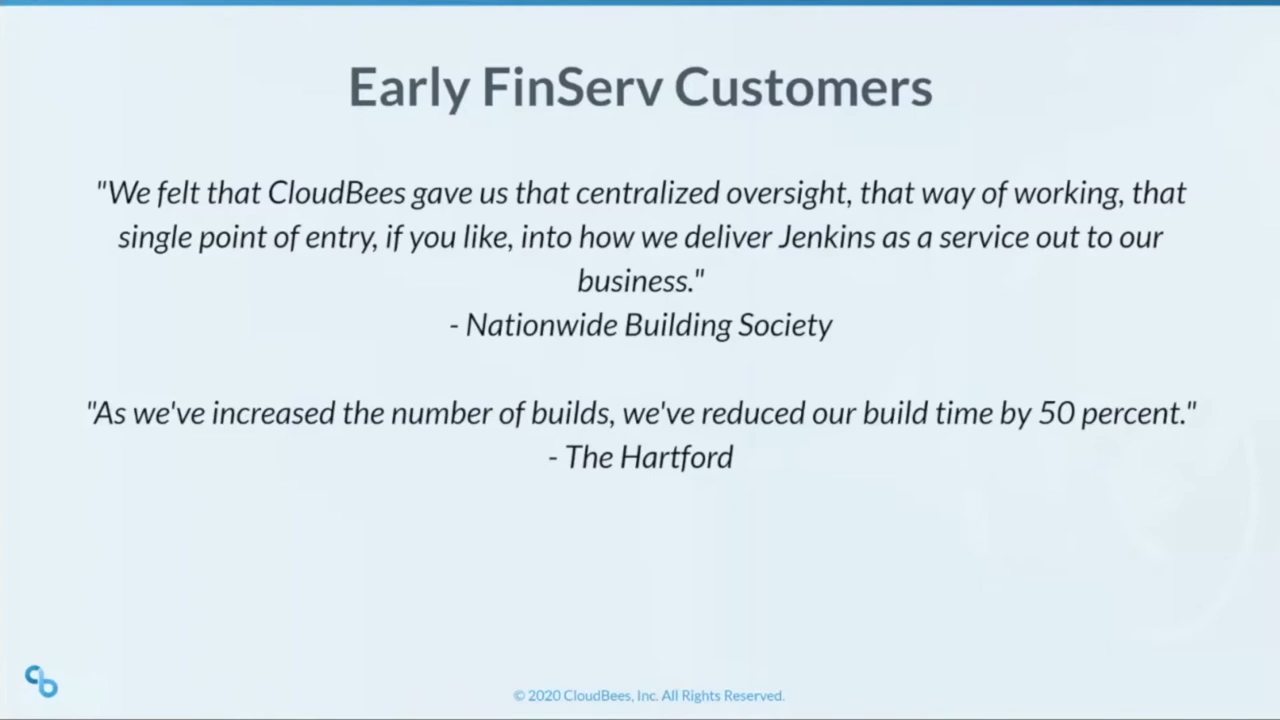 Early FinServ Customers
"We felt that CloudBees gave us that centralized oversight, that way of working, that
single point of entry, if you like, into how we deliver Jenkins as a service out to our
business."
- Nationwide Building Society
"As we've increased the number of builds, we've reduced our build time by 50 percent."
- The Hartford
© 2020 CloudBees, Inc. All Rights Reserved.